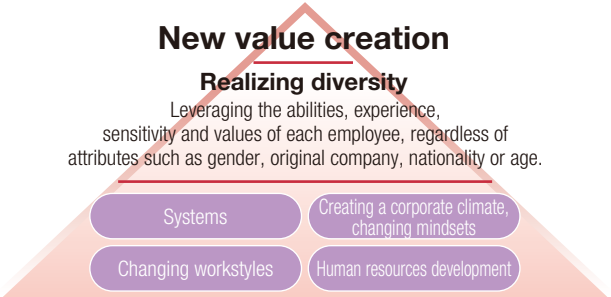 New value creation
Realizing diversity
Leveraging the abilities, experience,
sensitivity and values of each employee, regardless of
attributes such as gender, original company, nationality or age.
Systems
Creating a corporate climate,
changing mindsets
Changing workstyles
Human resources development